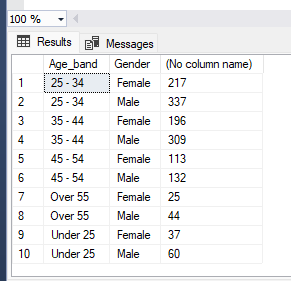 100 %
Results Messages
Age_band Gender (No column name)
1 25 - 34 Female 217
2 25 - 34 Male 337
3 35 - 44 Female 196
4 35 - 44 Male 309
5 45 - 54 Female 113
6 45 - 54 Male 132
7 Over 55 Female 25
8 Over 55 Male 44
9 Under 25 Female 37
10 Under 25 Male 60